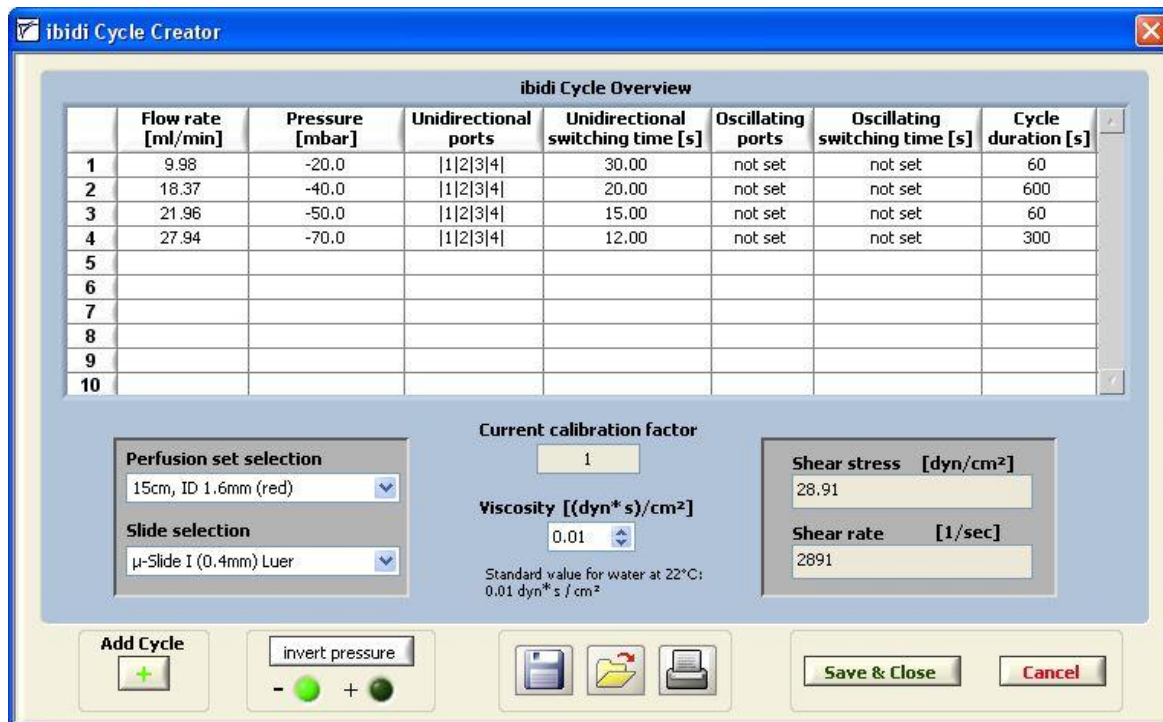 ibidi Cycle Creator
ibidi Cycle Overview
Flow rate [ml/min] Pressure [mbar] Unidirectional ports Unidirectional switching time [s] Oscillating ports Oscillating switching time [s] Cycle duration [s]
1 9.98 -20.0 |1|2|3|4| 30.00 not set not set 60
2 18.37 -40.0 |1|2|3|4| 20.00 not set not set 600
3 21.96 -50.0 |1|2|3|4| 15.00 not set not set 60
4 27.94 -70.0 |1|2|3|4| 12.00 not set not set 300
5
6
7
8
9
10
Perfusion set selection
15cm, ID 1.6mm (red)
Slide selection
µ-Slide I (0.4mm) Luer
Current calibration factor
1
Viscosity [(dyn*s)/cm²]
0.01
Standard value for water at 22°C:
0.01 dyn*s / cm²
Shear stress [dyn/cm²]
28.91
Shear rate [1/sec]
2891
Add Cycle
+
invert pressure
- +
Save & Close
Cancel